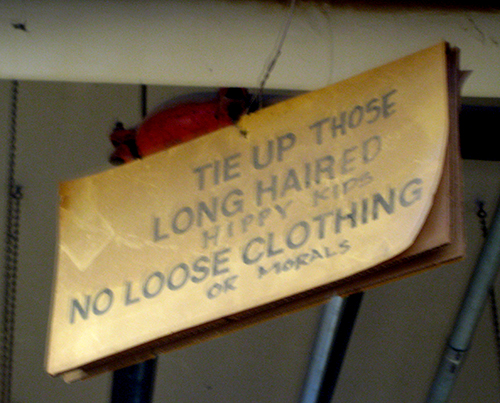 TIE UP THOSE
LONG HAIRED
HIPPY KIDS
NO LOOSE CLOTHING
OR MORALS